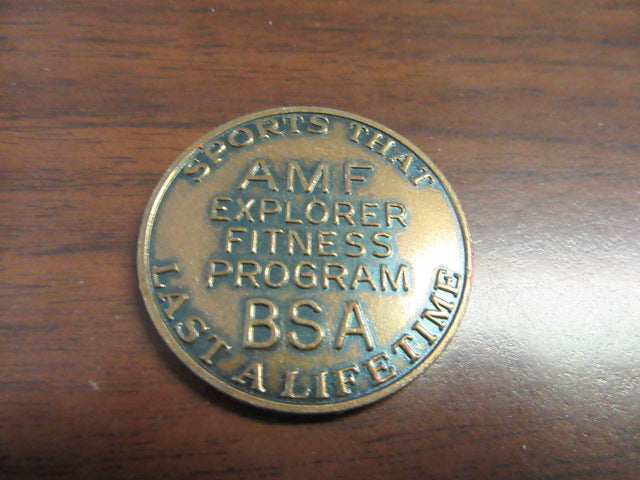 SPORTS THAT
AMF
EXPLORER
FITNESS
PROGRAM
BSA
LAST A LIFETIME